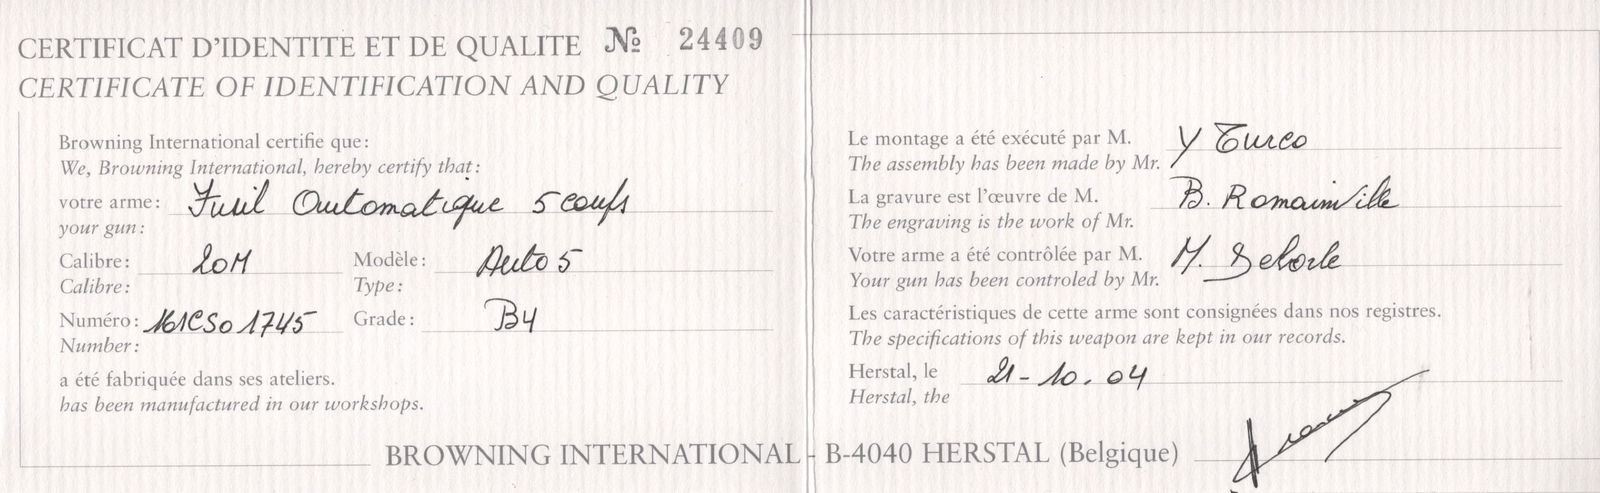 CERTIFICAT D'IDENTITE ET DE QUALITE № 24409
CERTIFICATE OF IDENTIFICATION AND QUALITY
Browning International certifie que:
We, Browning International, hereby certify that:
votre arme: Fusil Automatique 5 coups
your gun:
Calibre: 20M Modèle: Auto 5
Calibre: Type:
Numéro: 161CS01745 Grade: B4
Number:
a été fabriquée dans ses ateliers.
has been manufactured in our workshops.
Le montage a été exécuté par M. Y Turco
The assembly has been made by Mr.
La gravure est l'œuvre de M. B. Romainville
The engraving is the work of Mr.
Votre arme a été contrôlée par M. M.
Your gun has been controled by Mr.
Les caractéristiques de cette arme sont consignées dans nos registres.
The specifications of this weapon are kept in our records.
Herstal, le 21-10.04
Herstal, the
BROWNING INTERNATIONAL - B-4040 HERSTAL (Belgique)